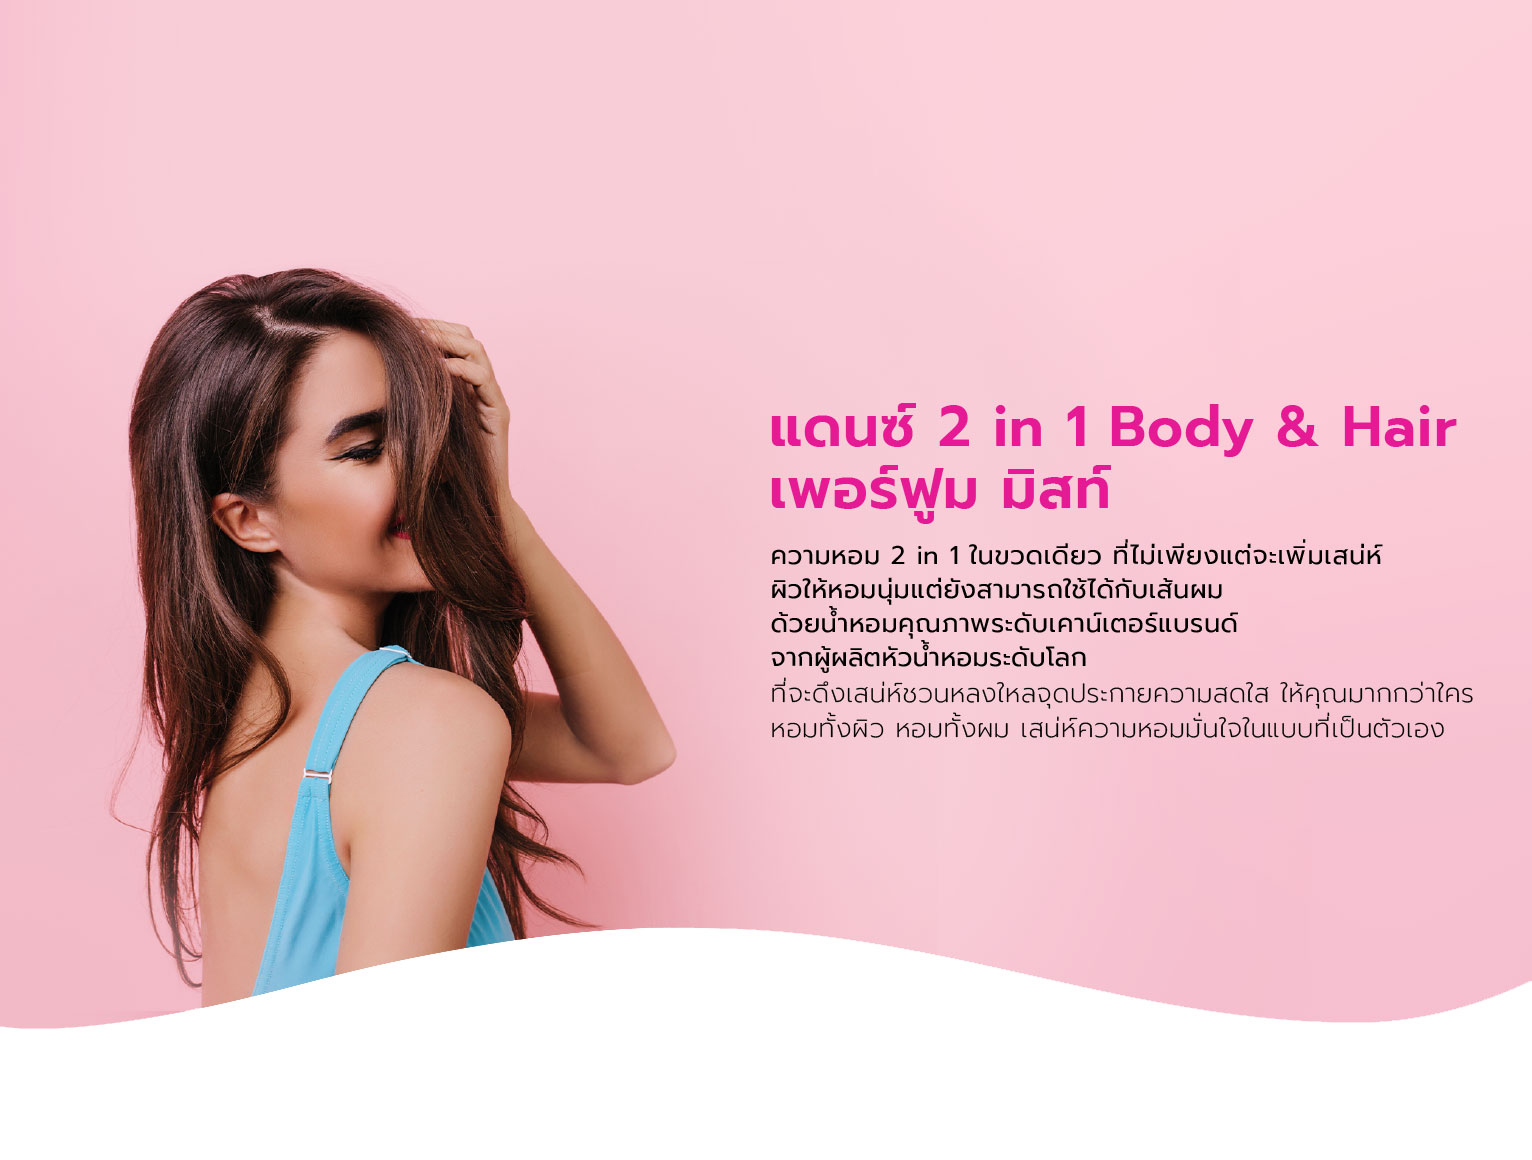 แดนซ์ 2 in 1 Body & Hair
เพอร์ฟูม มิสท์
ความหอม 2 in 1 ในขวดเดียว ที่ไม่เพียงแต่จะเพิ่มเสน่ห์
ผิวให้หอมนุ่มแต่ยังสามารถใช้ได้กับเส้นผม
ด้วยน้ำหอมคุณภาพระดับเคาน์เตอร์แบรนด์
จากผู้ผลิตหัวน้ำหอมระดับโลก
ที่จะดึงเสน่ห์ชวนหลงใหลจุดประกายความสดใส ให้คุณมากกว่าใคร
หอมทั้งผิว หอมทั้งผม เสน่ห์ความหอมมั่นใจในแบบที่เป็นตัวเอง